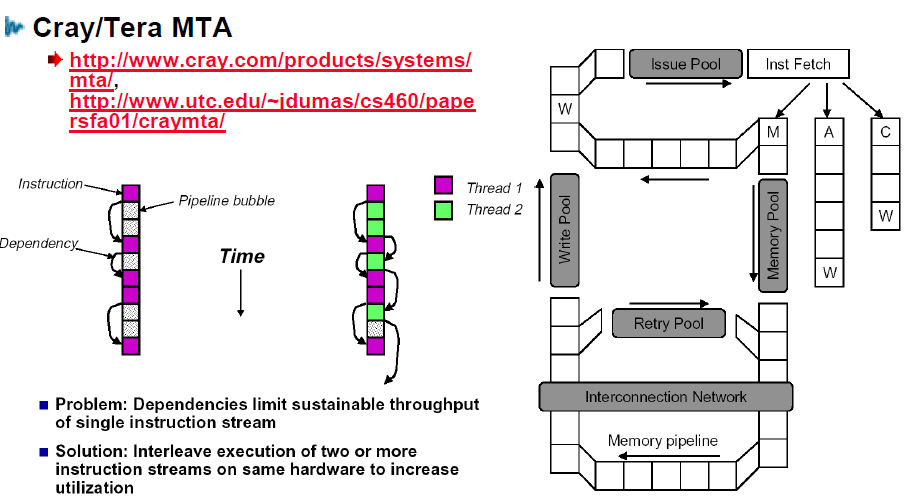 Cray/Tera MTA
http://www.cray.com/products/systems/
mta/,
http://www.utc.edu/~jdumas/cs460/pape
rsfa01/craymta/
Instruction
Pipeline bubble
Dependency
Time
Thread 1
Thread 2
Problem: Dependencies limit sustainable throughput
of single instruction stream
Solution: Interleave execution of two or more
instruction streams on same hardware to increase
utilization
Issue Pool
Inst Fetch
W
M
A
C
W
W
Write Pool
Memory Pool
Retry Pool
Interconnection Network
Memory pipeline